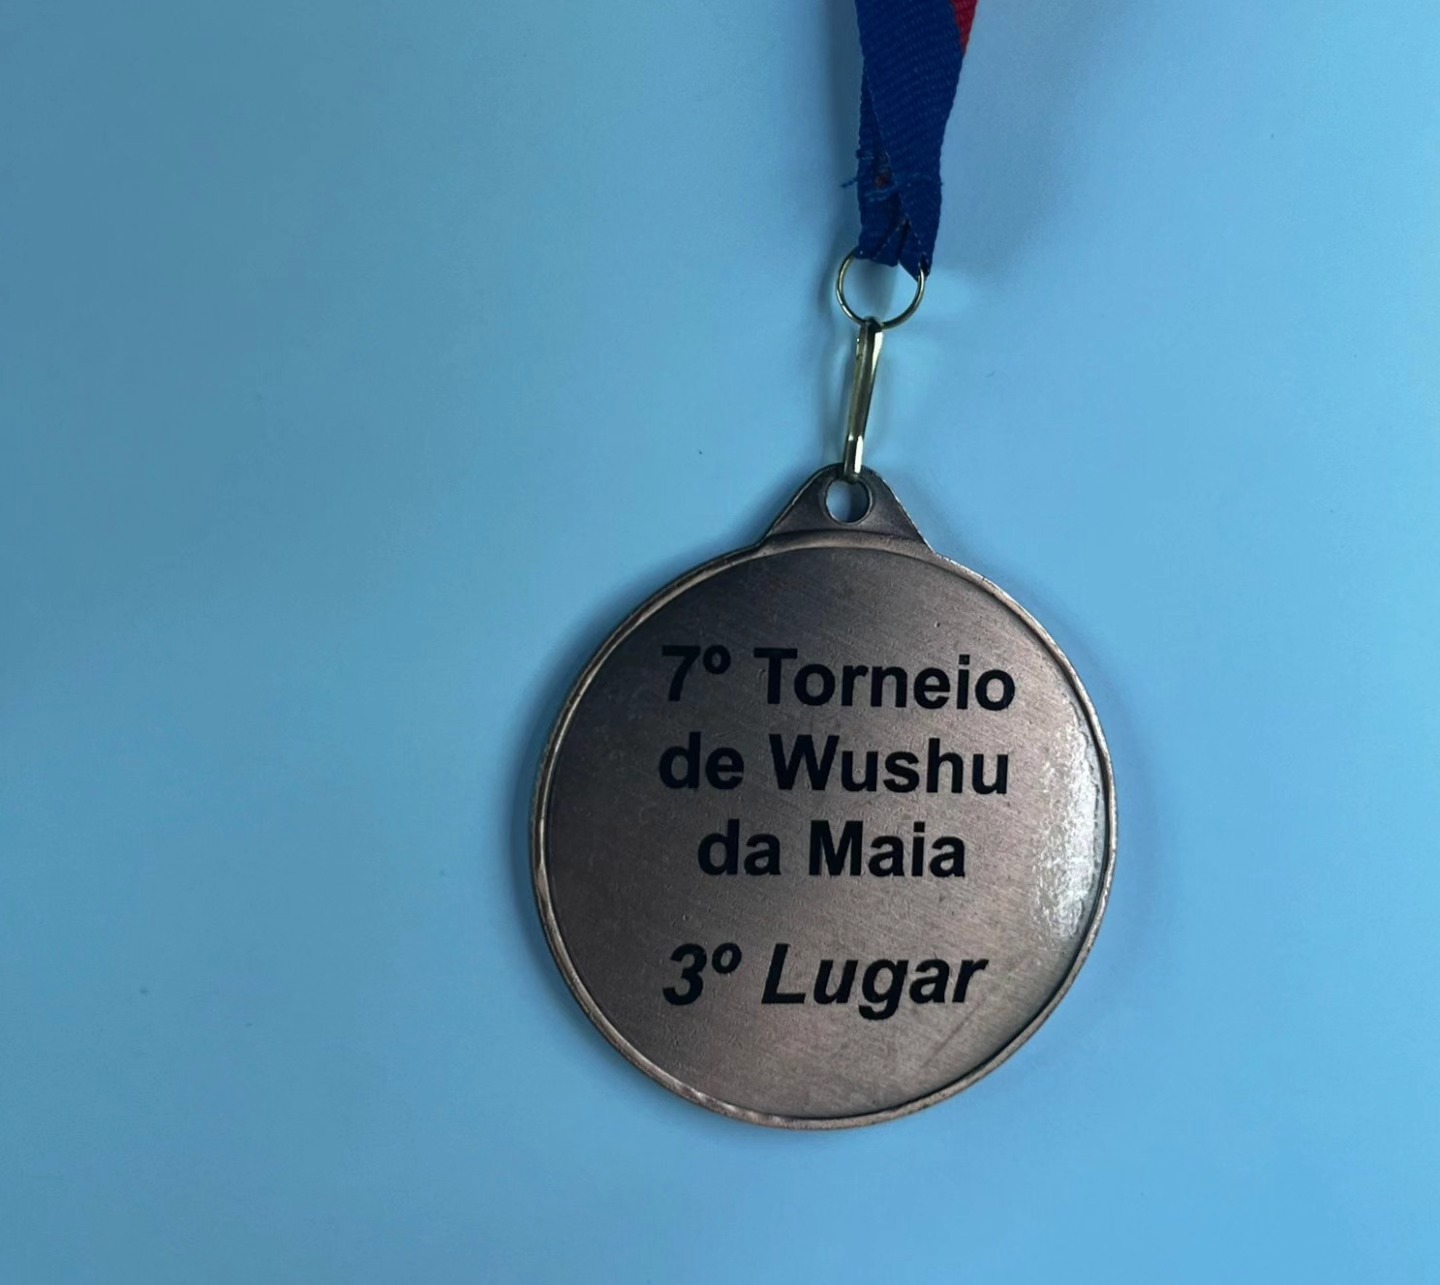 7º Torneio
de Wushu
da Maia
3º Lugar